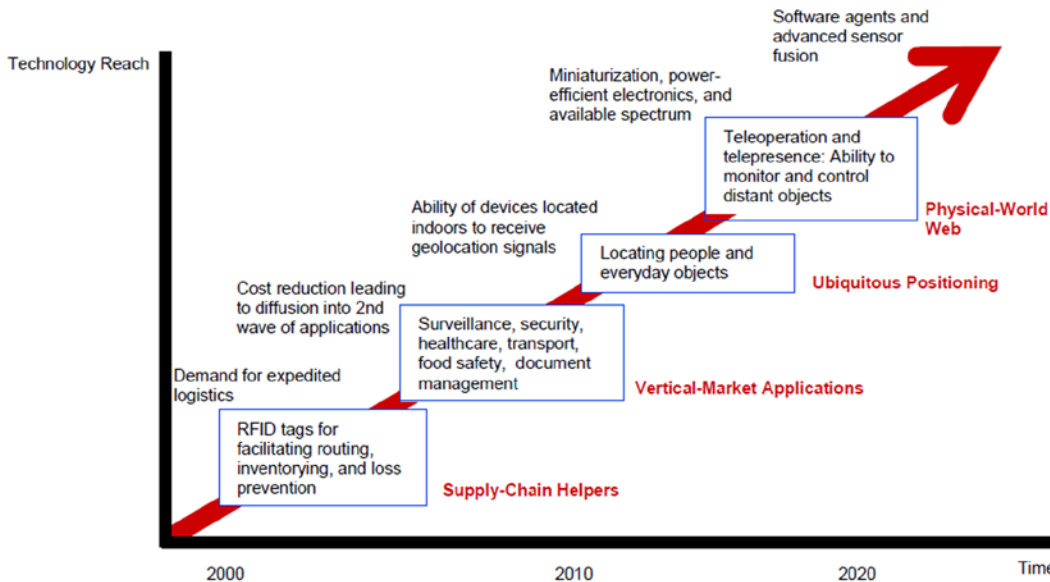 Software agents and
advanced sensor
fusion
Technology Reach
Miniaturization, power-
efficient electronics, and
available spectrum
Teleoperation and
telepresence: Ability to
monitor and control
distant objects
Physical-World
Web
Ability of devices located
indoors to receive
geolocation signals
Locating people and
everyday objects
Ubiquitous Positioning
Cost reduction leading
to diffusion into 2nd
wave of applications
Surveillance, security,
healthcare, transport,
food safety, document
management
Vertical-Market Applications
Demand for expedited
logistics
RFID tags for
facilitating routing,
inventorying, and loss
prevention
Supply-Chain Helpers
2000
2010
2020
Time